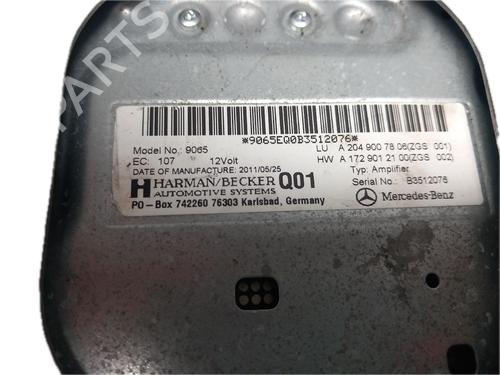 *9065EQ0B3512076*
Model No.: 9065 LU A 204 900 78 06(ZGS 001)
EC: 107 12Volt HW A 172 901 21 00(ZGS 002)
DATE OF MANUFACTURE: 2011/05/25 Typ: Amplifier
HARMAN/BECKER Q01 Serial No.: B3512076
AUTOMOTIVE SYSTEMS Mercedes-Benz
PO-Box 742260 76303 Karlsbad, Germany